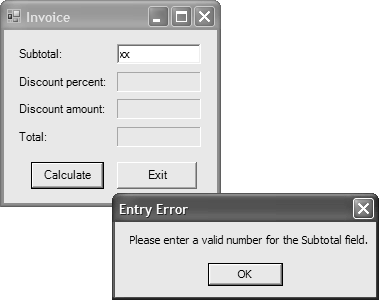 Invoice
Subtotal: xx
Discount percent:
Discount amount:
Total:
Calculate Exit
Entry Error
Please enter a valid number for the Subtotal field.
OK